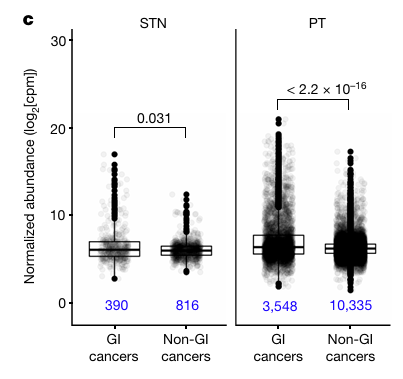 c
STN
PT
Normalized abundance (log₂[cpm])
30
20
10
0
0.031
< 2.2 × 10⁻¹⁶
390
816
3,548
10,335
GI
cancers
Non-GI
cancers
GI
cancers
Non-GI
cancers